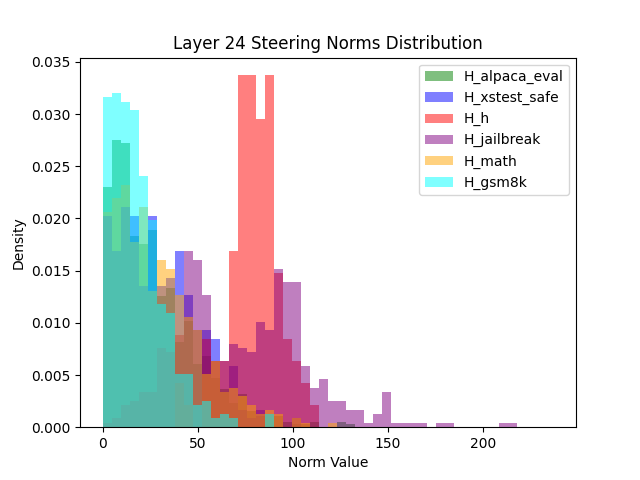 Layer 24 Steering Norms Distribution
0.035
0.030
0.025
0.020
0.015
0.010
0.005
0.000
Density
H_alpaca_eval
H_xstest_safe
H_h
H_jailbreak
H_math
H_gsm8k
0 50 100 150 200
Norm Value